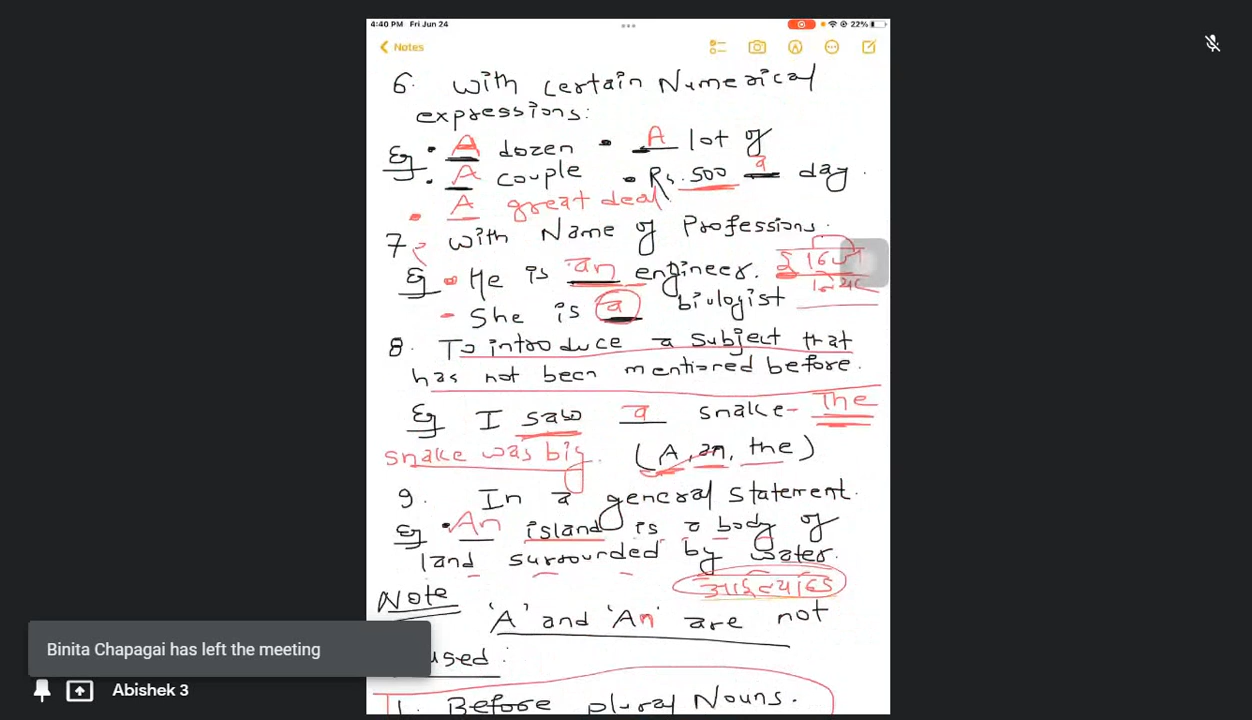 4:40 PM Fri Jun 24
22%
Notes
6. With certain Numerical
expressions:
Eg • A dozen • A lot of
• A couple • Rs. 500 a day.
• A great deal.
7. With Name of Professions.
Eg • He is an engineer.
- She is a biologist
8. To introduce a subject that
has not been mentioned before.
Eg I saw a snake- The
snake was big. (A, an, the)
9. In a general statement.
Eg • An island is a body of
land surrounded by water.
आईल्याण्ड
Note 'A' and 'An' are not
used:
1. Before plural Nouns.
Binita Chapagai has left the meeting
Abishek 3